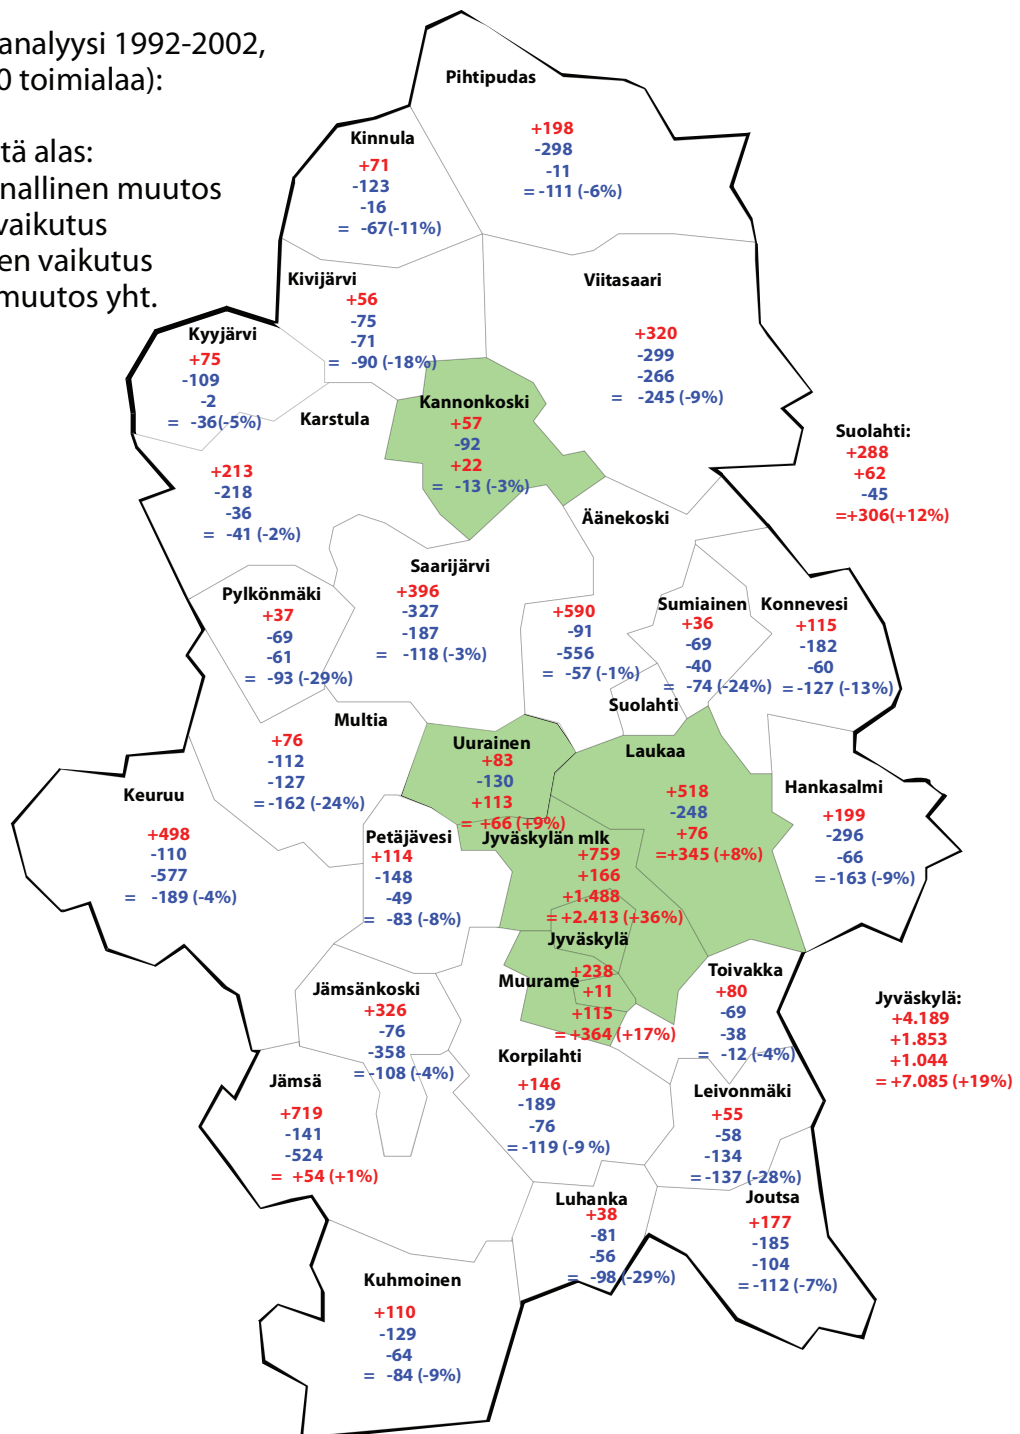 analyysi 1992-2002,
0 toimialaa):
tä alas:
nallinen muutos
vaikutus
en vaikutus
muutos yht.
Pihtipudas
+198
-298
-11
= -111 (-6%)
Kinnula
+71
-123
-16
= -67(-11%)
Kivijärvi
+56
-75
-71
= -90 (-18%)
Viitasaari
+320
-299
-266
= -245 (-9%)
Kyyjärvi
+75
-109
-2
= -36(-5%)
Karstula
+213
-218
-36
= -41 (-2%)
Kannonkoski
+57
-92
+22
= -13 (-3%)
Suolahti:
+288
+62
-45
=+306(+12%)
Äänekoski
+590
-91
-556
= -57 (-1%)
Saarijärvi
+396
-327
-187
= -118 (-3%)
Pylkönmäki
+37
-69
-61
= -93 (-29%)
Sumiainen
+36
-69
-40
= -74 (-24%)
Konnevesi
+115
-182
-60
= -127 (-13%)
Suolahti
Multia
+76
-112
-127
= -162 (-24%)
Uurainen
+83
-130
+113
= +66 (+9%)
Laukaa
+518
-248
+76
=+345 (+8%)
Hankasalmi
+199
-296
-66
= -163 (-9%)
Keuruu
+498
-110
-577
= -189 (-4%)
Petäjävesi
+114
-148
-49
= -83 (-8%)
Jyväskylän mlk
+759
+166
+1.488
= +2.413 (+36%)
Jyväskylä
Muurame
+238
+11
+115
= +364 (+17%)
Toivakka
+80
-69
-38
= -12 (-4%)
Jyväskylä:
+4.189
+1.853
+1.044
= +7.085 (+19%)
Jämsänkoski
+326
-76
-358
= -108 (-4%)
Korpilahti
+146
-189
-76
= -119 (-9 %)
Jämsä
+719
-141
-524
= +54 (+1%)
Leivonmäki
+55
-58
-134
= -137 (-28%)
Luhanka
+38
-81
-56
= -98 (-29%)
Joutsa
+177
-185
-104
= -112 (-7%)
Kuhmoinen
+110
-129
-64
= -84 (-9%)